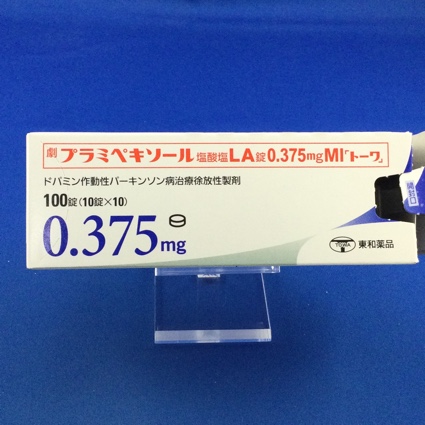 劇 プラミペキソール塩酸塩LA錠0.375mgMI「トーワ」
ドパミン作動性パーキンソン病治療徐放性製剤
100錠(10錠×10)
0.375mg
TOWA 東和薬品